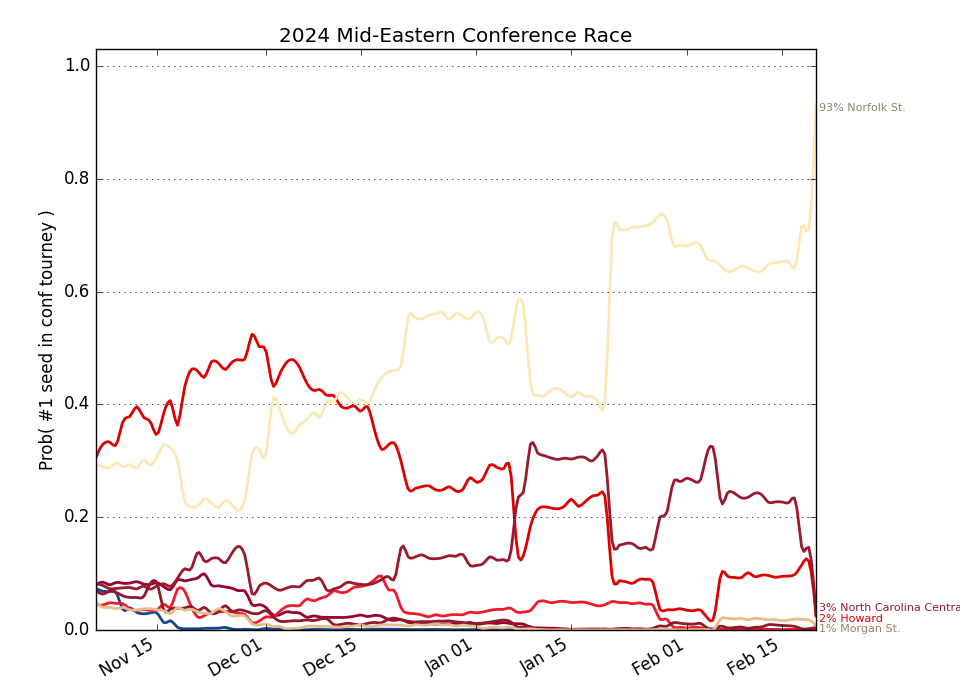 2024 Mid-Eastern Conference Race
Prob( #1 seed in conf tourney )
1.0
0.8
0.6
0.4
0.2
0.0
Nov 15
Dec 01
Dec 15
Jan 01
Jan 15
Feb 01
Feb 15
93% Norfolk St.
3% North Carolina Centra
2% Howard
1% Morgan St.